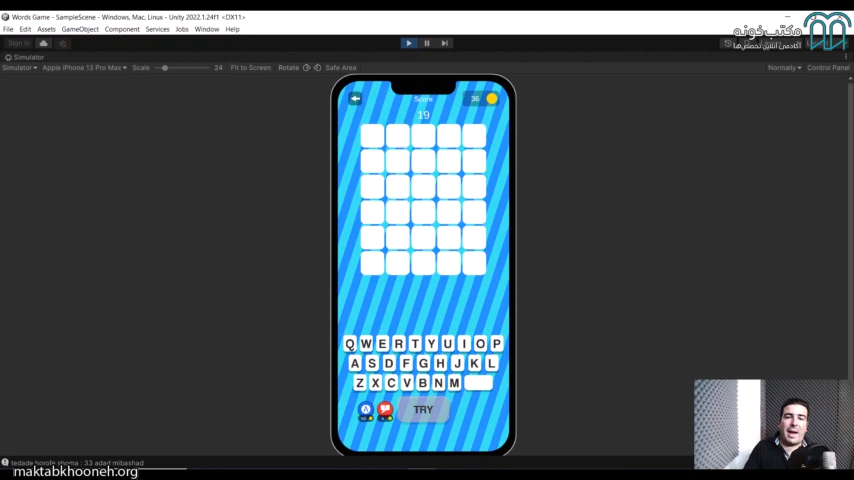 Words Game - SampleScene - Windows, Mac, Linux - Unity 2022.1.24f1 <DX11>
File Edit Assets GameObject Component Services Jobs Window Help
مکتب‌خونه
آکادمی آنلاین تخصص‌ها
Sign in
Simulator
Simulator Apple iPhone 13 Pro Max Scale 24 Fit to Screen Rotate Safe Area Normally Control Panel
Score
36
19
Q W E R T Y U I O P
A S D F G H J K L
Z X C V B N M
A
TRY
tedade horofe shoma : 33 adart mibashad
maktabkhooneh.org